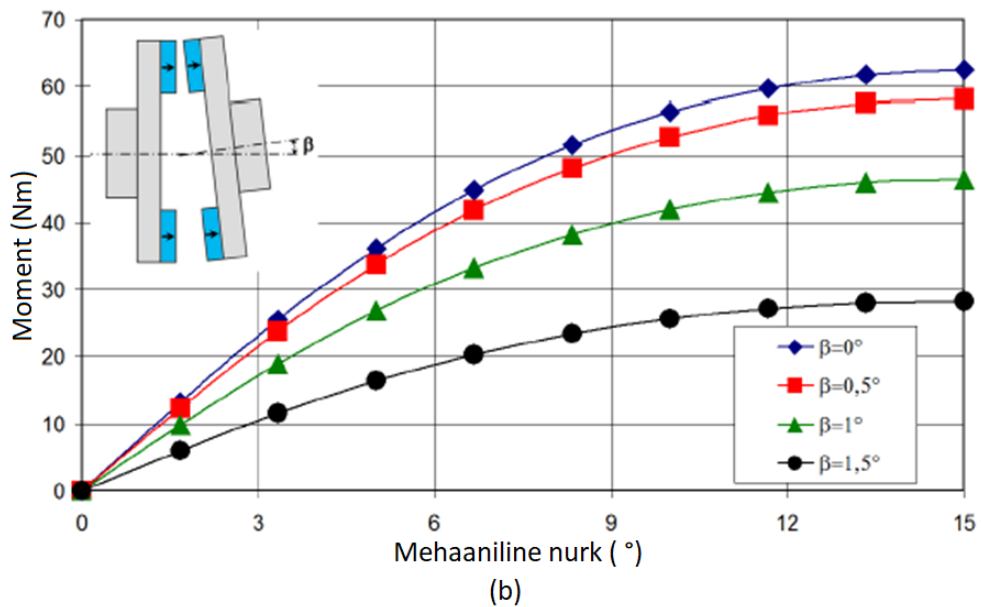 70
60
50
40
30
20
10
0
Moment (Nm)
β
β=0°
β=0,5°
β=1°
β=1,5°
0 3 6 9 12 15
Mehaaniline nurk ( °)
(b)